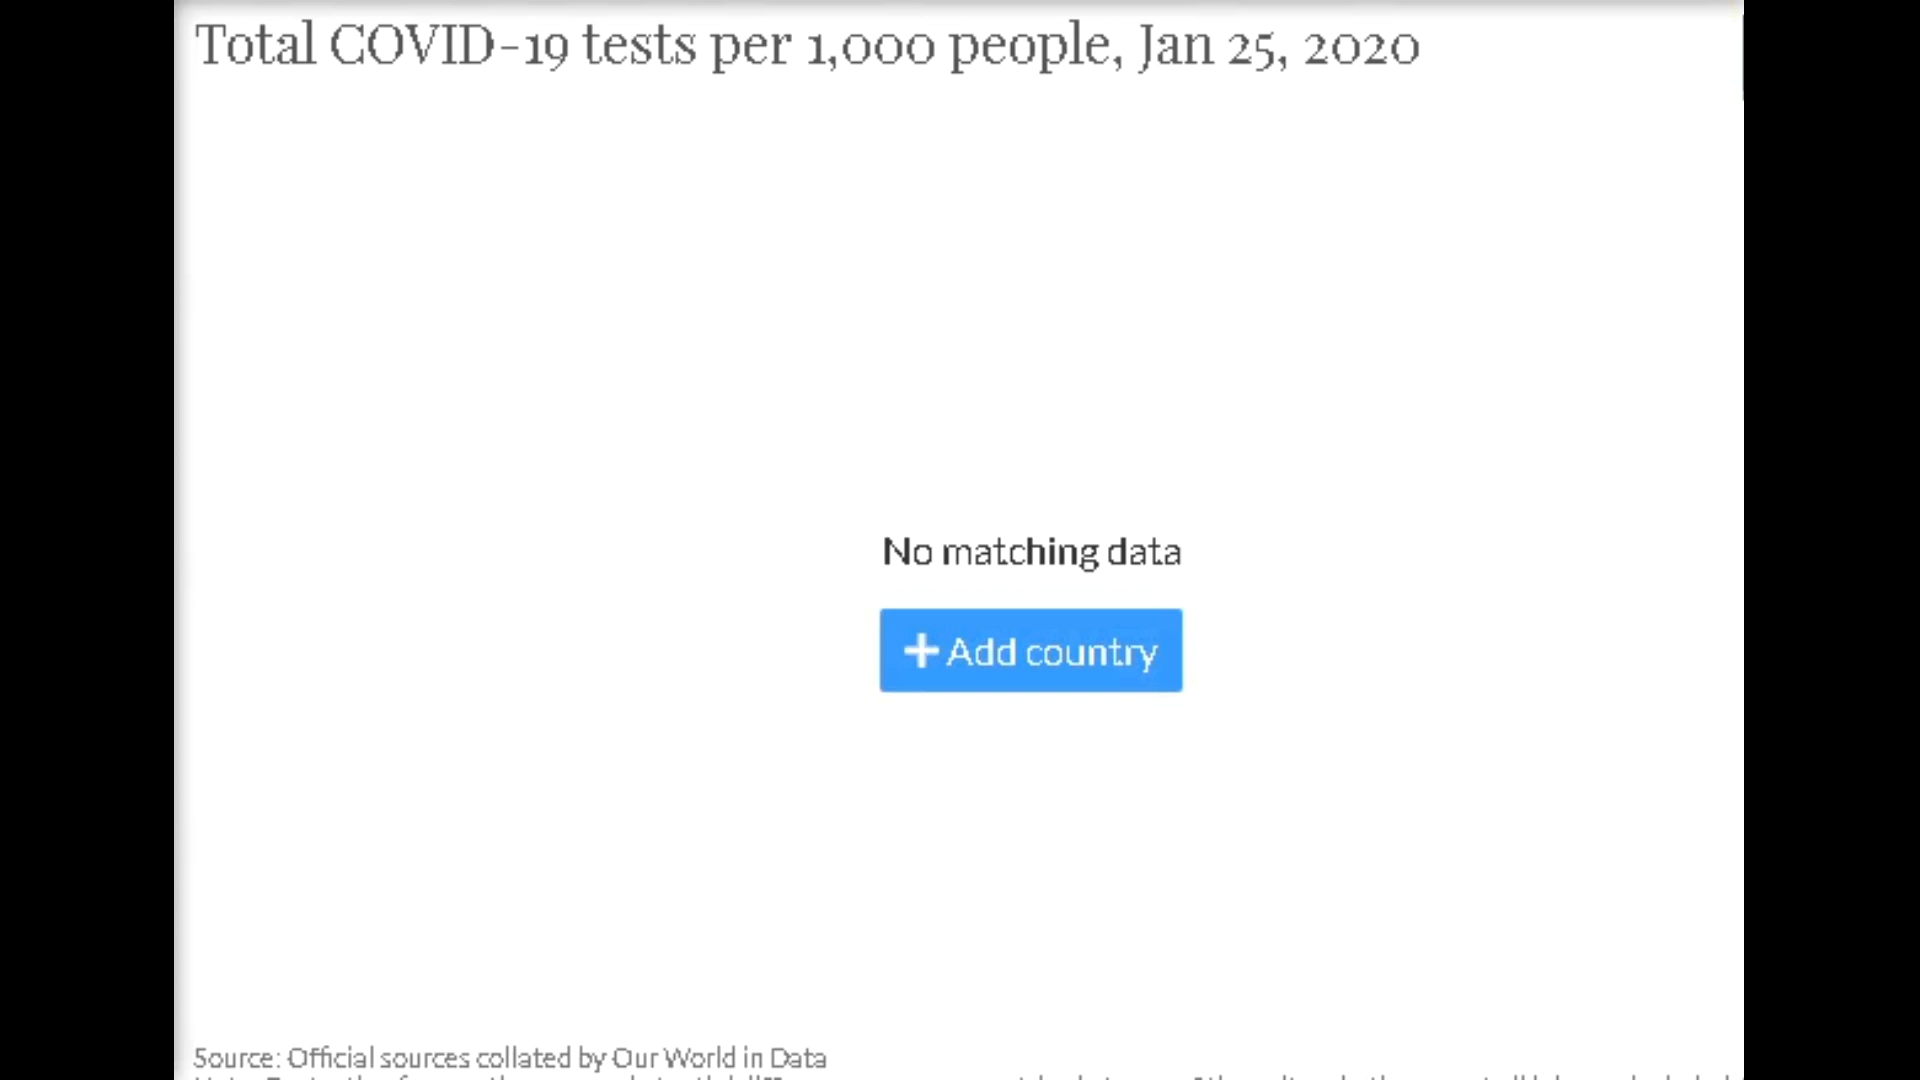 Total COVID-19 tests per 1,000 people, Jan 25, 2020
No matching data
+ Add country
Source: Official sources collated by Our World in Data